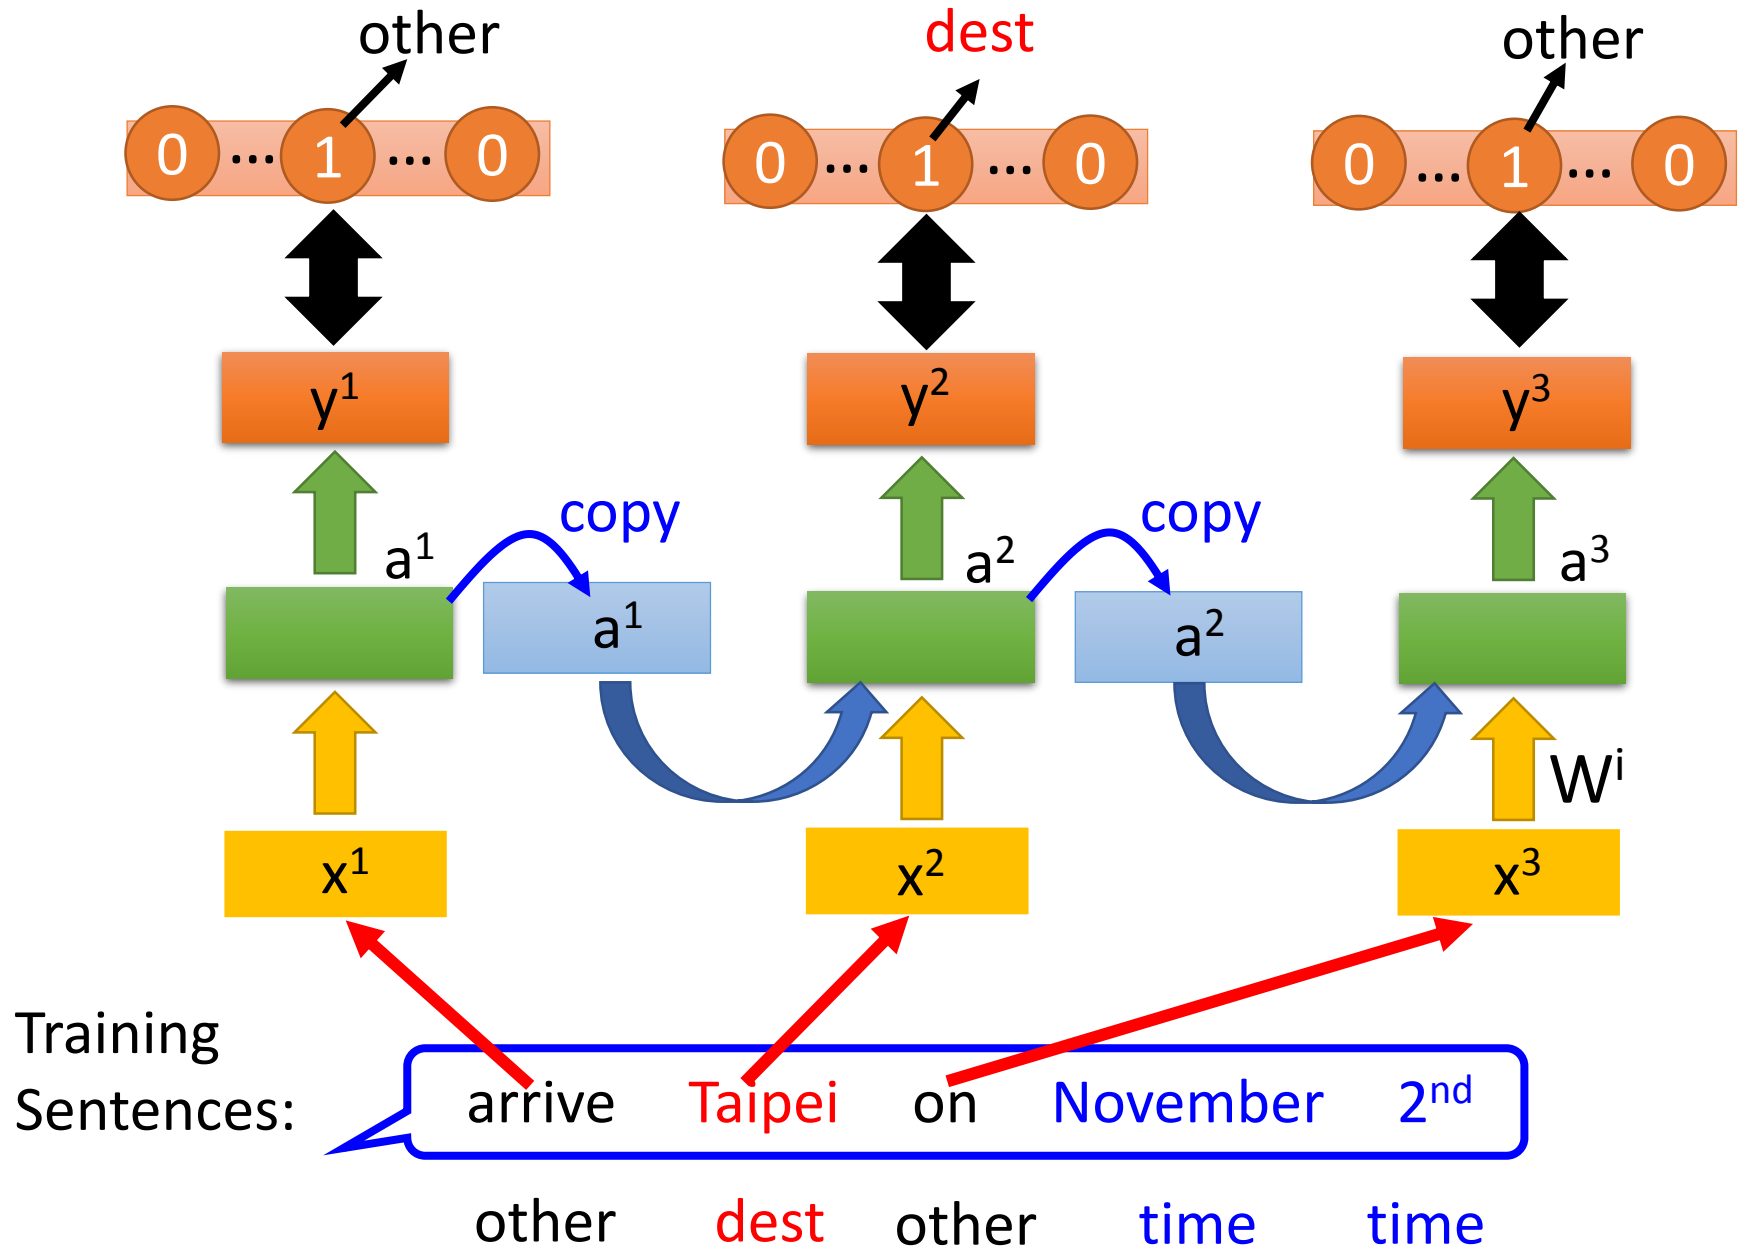 other dest other
0 ... 1 ... 0 0 ... 1 ... 0 0 ... 1 ... 0
y¹ y² y³
copy copy
a¹ a² a³
a¹ a²
Wⁱ
x¹ x² x³
Training
Sentences:
arrive Taipei on November 2ⁿᵈ
other dest other time time